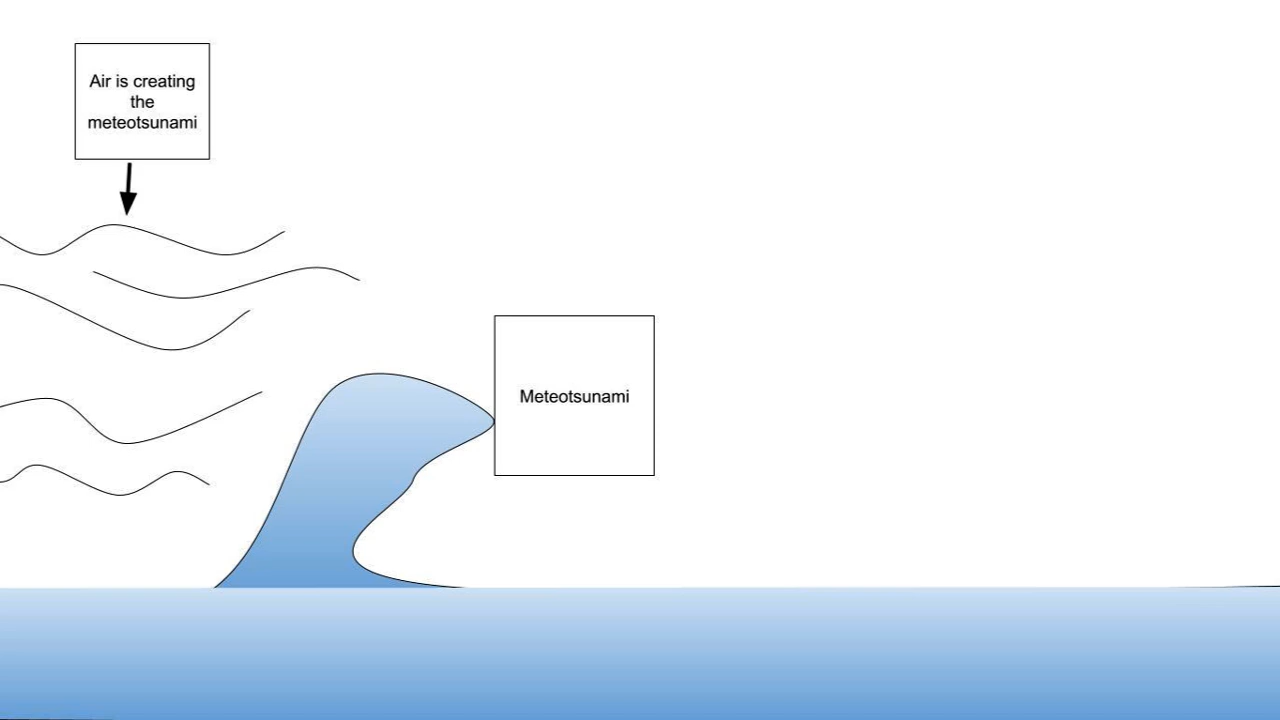 Air is creating
the
meteotsunami
Meteotsunami